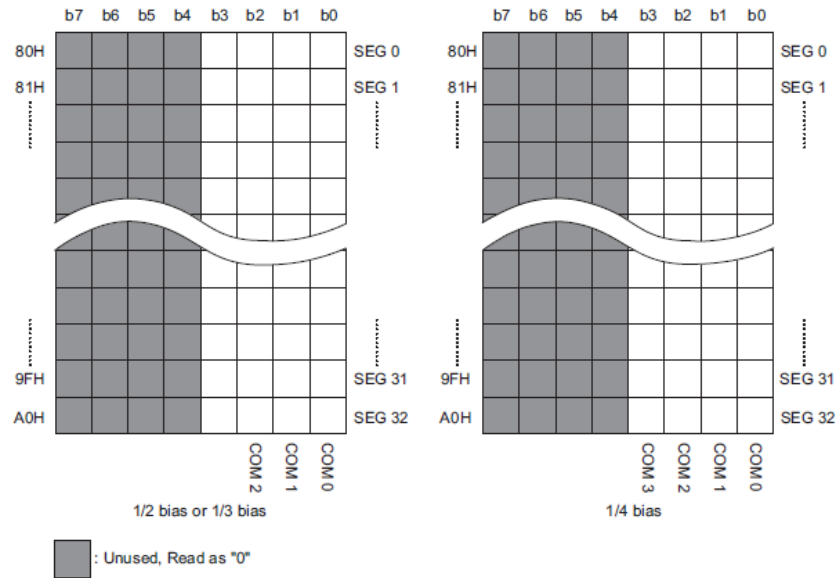 b7 b6 b5 b4 b3 b2 b1 b0
80H SEG 0
81H SEG 1
9FH SEG 31
A0H SEG 32
COM 2 COM 1 COM 0
1/2 bias or 1/3 bias
b7 b6 b5 b4 b3 b2 b1 b0
80H SEG 0
81H SEG 1
9FH SEG 31
A0H SEG 32
COM 3 COM 2 COM 1 COM 0
1/4 bias
: Unused, Read as "0"